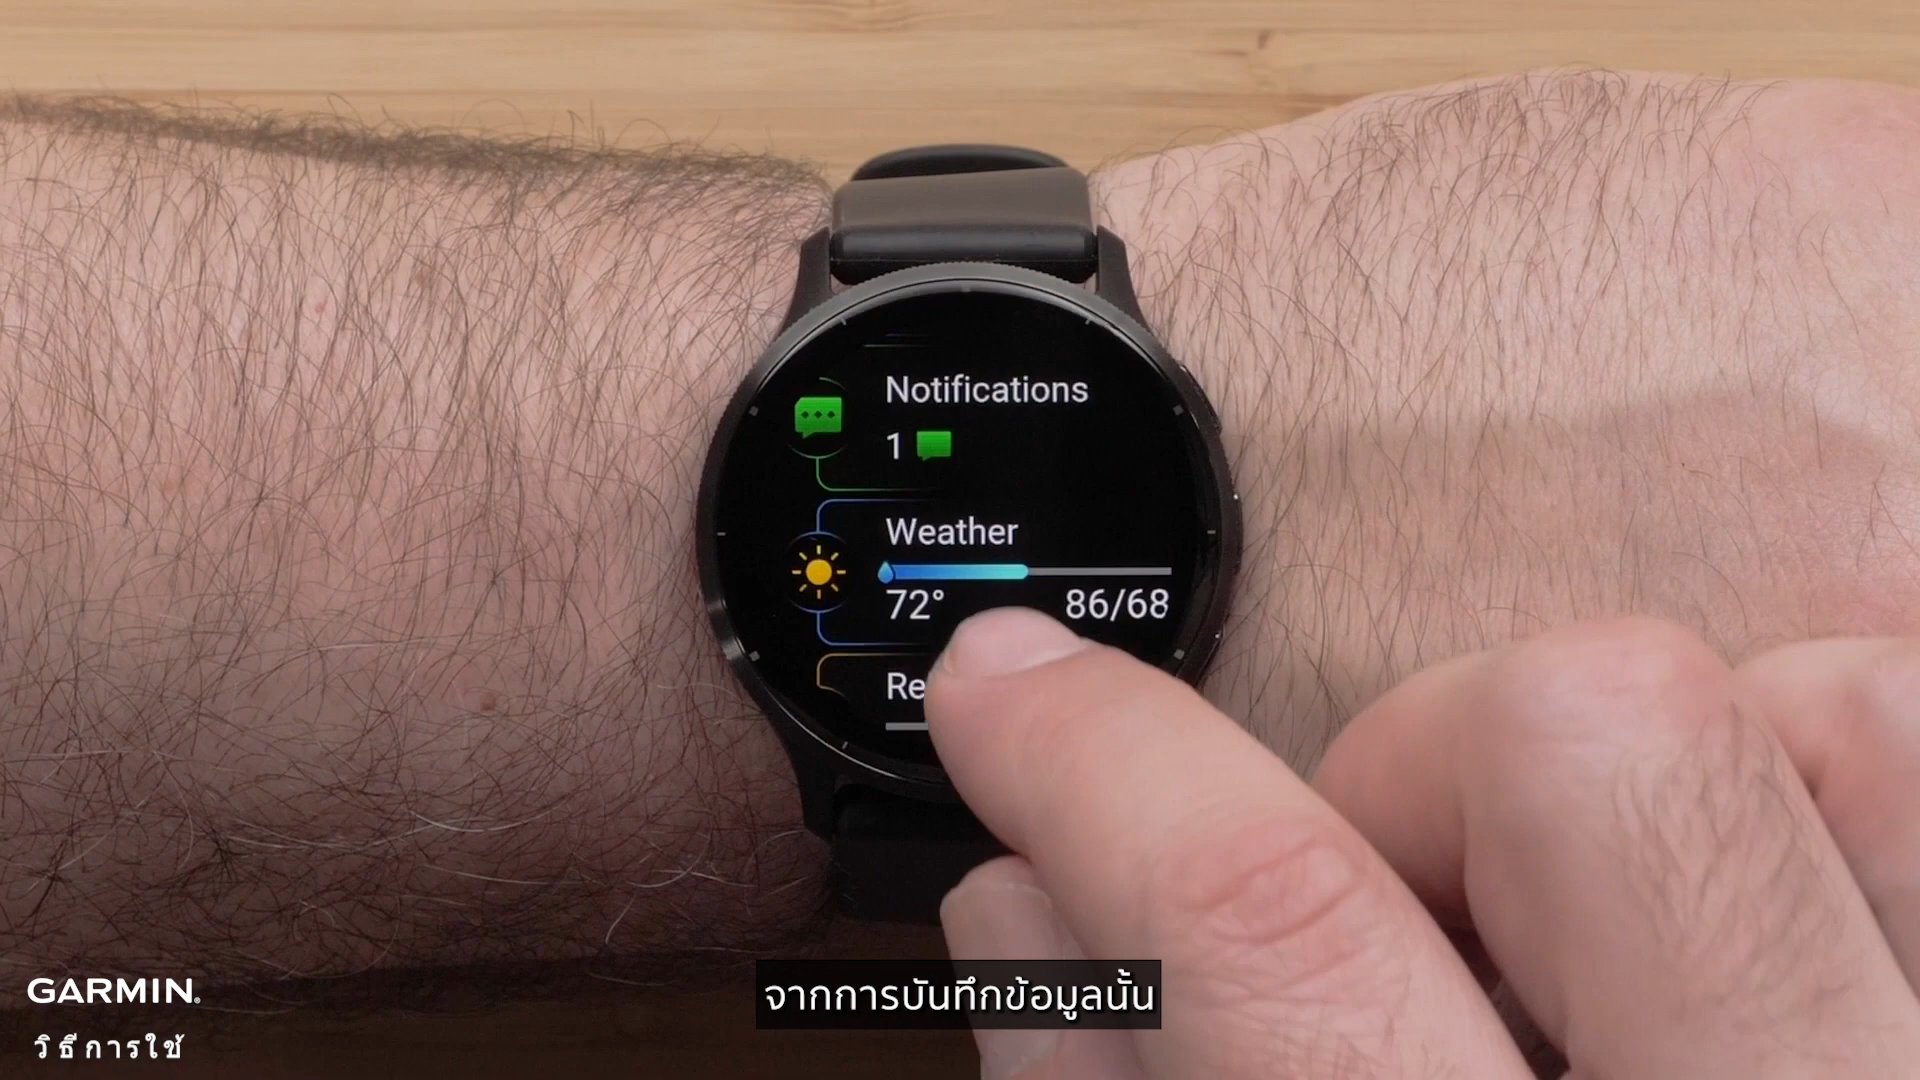 Notifications
1
Weather
72° 86/68
Re
จากการบันทึกข้อมูลนั้น
GARMIN®
วิธีการใช้